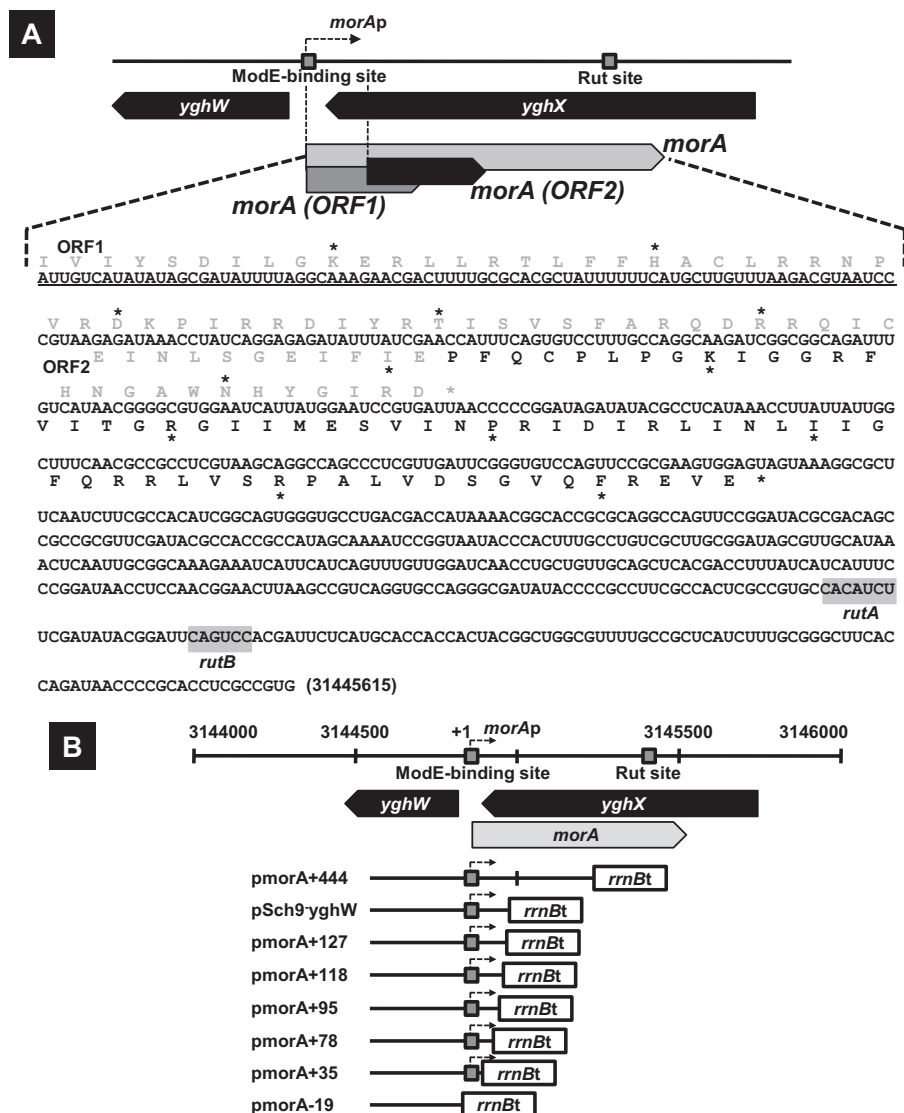 A
morAp
ModE-binding site
Rut site
yghW
yghX
morA
morA (ORF2)
morA (ORF1)
ORF1
*
*
I V I Y S D I L G K E R L L R T L F F H A C L R R N P
AUUGUCAUAUAUAGCGAUAUUUUAGGCAAAGAACGACUUUUGCGCACGCUAUUUUUUCAUGCUUGUUUAAGACGUAAUCC
* * *
V R D K P I R R D I Y R T I S V S F A R Q D R R Q I C
CGUAAGAGAUAAACCUAUCAGGAGAGAUAUUUAUCGAACCAUUUCAGUGUCCUUUGCCAGGCAAGAUCGGCGGCAGAUUU
E I N L S G E I F I E P F Q C P L P G K I G G R F
ORF2
* * *
H N G A W N H Y G I R D *
GUCAUAACGGGGCGUGGAAUCAUUAUGGAAUCCGUGAUUAACCCCCGGAUAGAUAUACGCCUCAUAAACCUUAUUAUUGG
V I T G R G I I M E S V I N P R I D I R L I N L I I G
* * *
CUUUCAACGCCGCCUCGUAAGCAGGCCAGCCCUCGUUGAUUCGGGUGUCCAGUUCCGCGAAGUGGAGUAGUAAAGGCGCU
F Q R R L V S R P A L V D S G V Q F R E V E *
* *
UCAAUCUUCGCCACAUCGGCAGUGGGUGCCUGACGACCAUAAAACGGCACCGCGCAGGCCAGUUCCGGAUACGCGACAGC
CGCCGCGUUCGAUACGCCACCGCCAUAGCAAAAUCCGGUAAUACCCACUUUGCCUGUCGCUUGCGGAUAGCGUUGCAUAA
ACUCAAUUGCGGCAAAGAAAUCAUUCAUCAGUUUGUUGGAUCAACCUGCUGUUGCAGCUCACGACCUUUAUCAUCAUUUC
CCGGAUAACCUCCAACGGAACUUAAGCCGUCAGGUGCCAGGGCGAUAUACCCCGCCUUCGCCACUCGCCGUGCCACAUCU
rutA
UCGAUAUACGGAUUCAGUCCACGAUUCUCAUGCACCACCACUACGGCUGGCGUUUUGCCGCUCAUCUUUGCGGGCUUCAC
rutB
CAGAUAACCCCGCACCUCGCCGUG (31445615)
B
3144000 3144500 +1 morAp 3145500 3146000
ModE-binding site
Rut site
yghW
yghX
morA
pmorA+444
rrnBt
pSch9-yghW
rrnBt
pmorA+127
rrnBt
pmorA+118
rrnBt
pmorA+95
rrnBt
pmorA+78
rrnBt
pmorA+35
rrnBt
pmorA-19
rrnBt